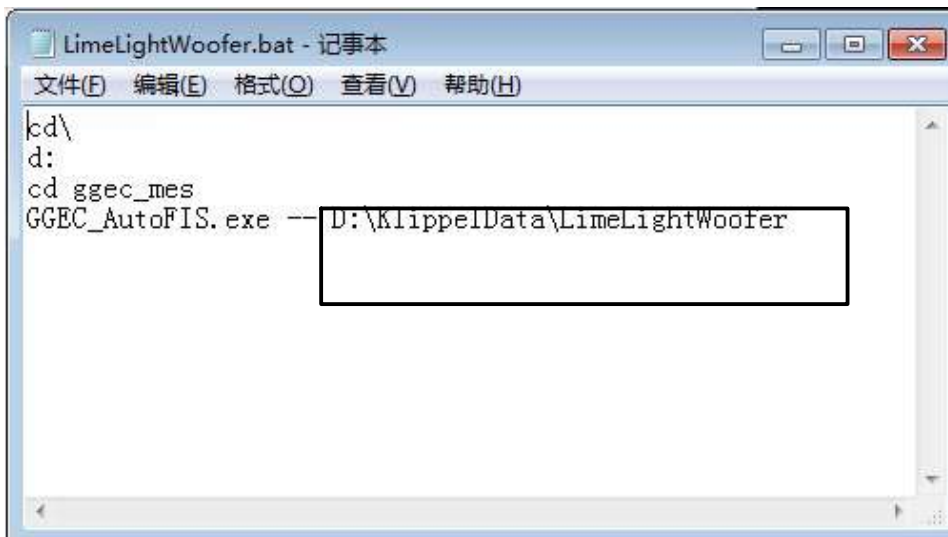 LimeLightWoofer.bat - 记事本
文件(F) 编辑(E) 格式(O) 查看(V) 帮助(H)
cd\
d:
cd ggec_mes
GGEC_AutoFIS.exe -- D:\KlippelData\LimeLightWoofer